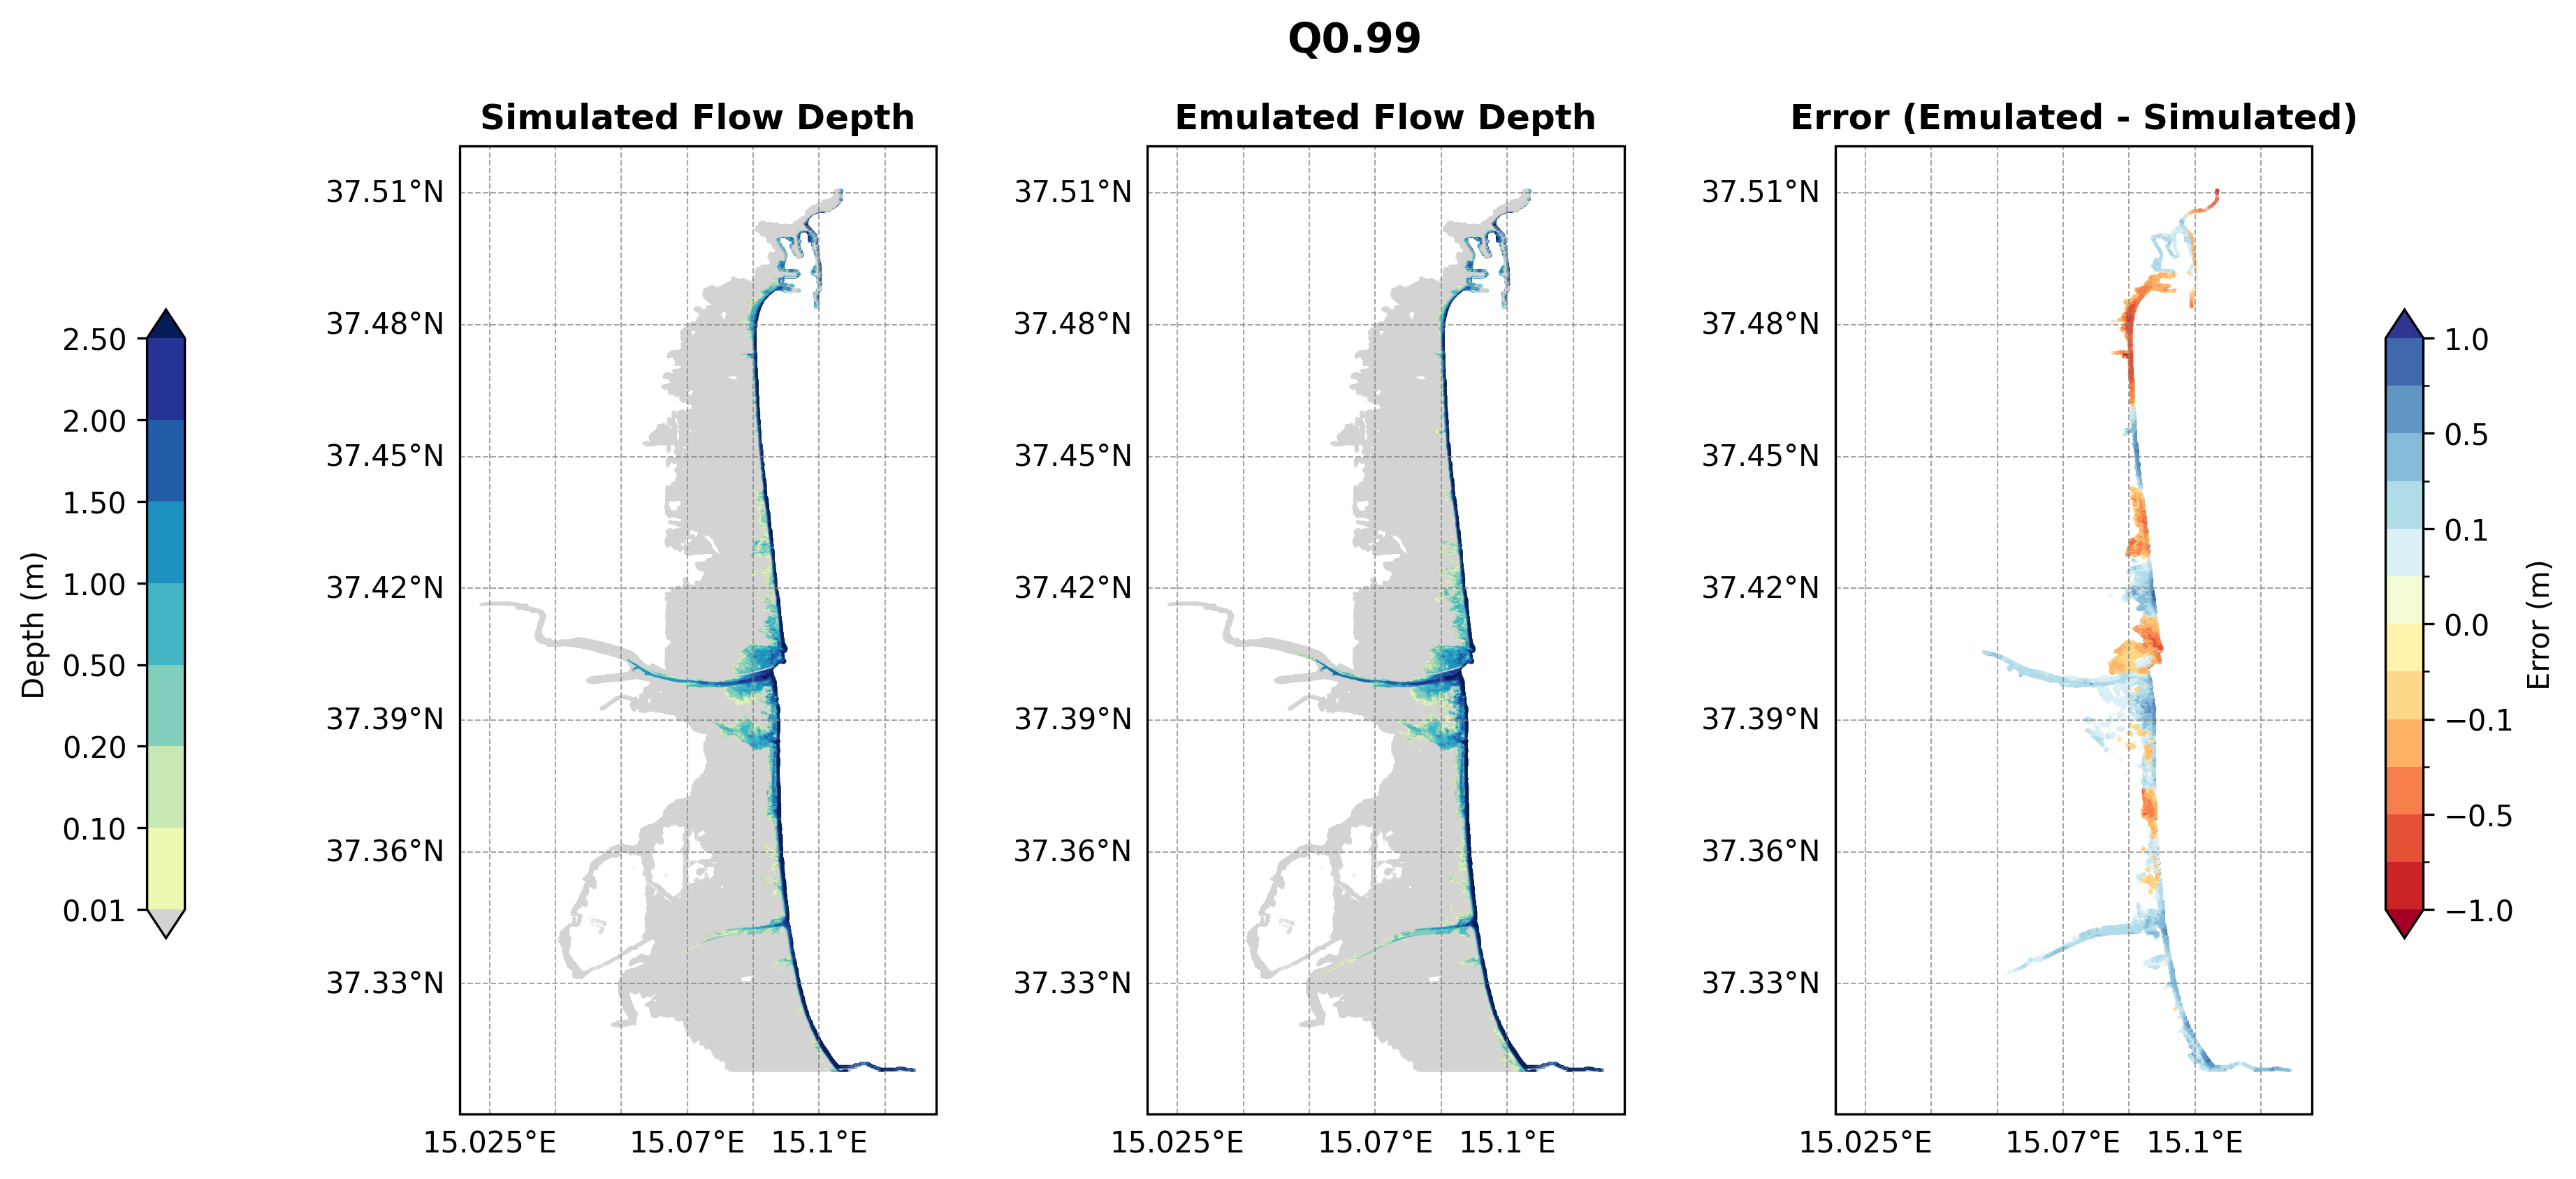 Q0.99
Simulated Flow Depth
Emulated Flow Depth
Error (Emulated - Simulated)
Depth (m)
2.50
2.00
1.50
1.00
0.50
0.20
0.10
0.01
37.51°N
37.48°N
37.45°N
37.42°N
37.39°N
37.36°N
37.33°N
15.025°E
15.07°E
15.1°E
37.51°N
37.48°N
37.45°N
37.42°N
37.39°N
37.36°N
37.33°N
15.025°E
15.07°E
15.1°E
37.51°N
37.48°N
37.45°N
37.42°N
37.39°N
37.36°N
37.33°N
15.025°E
15.07°E
15.1°E
1.0
0.5
0.1
0.0
−0.1
−0.5
−1.0
Error (m)